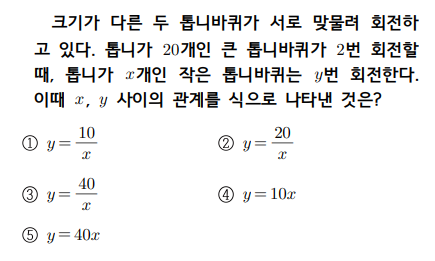 크기가 다른 두 톱니바퀴가 서로 맞물려 회전하
고 있다. 톱니가 20개인 큰 톱니바퀴가 2번 회전할
때, 톱니가 x개인 작은 톱니바퀴는 y번 회전한다.
이때 x, y 사이의 관계를 식으로 나타낸 것은?
① y=10/x ② y=20/x
③ y=40/x ④ y=10x
⑤ y=40x